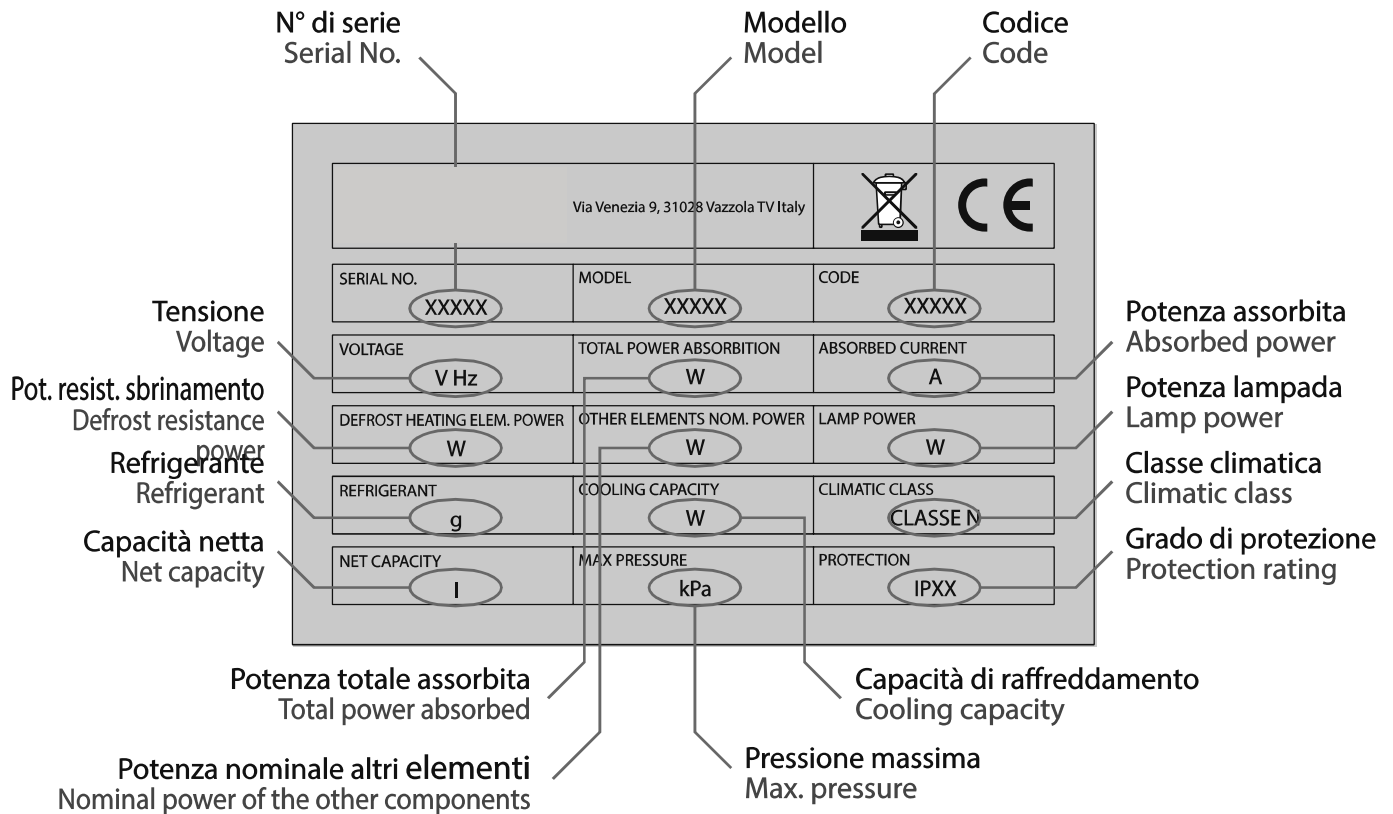 N° di serie
Serial No.
Modello
Model
Codice
Code
Via Venezia 9, 31028 Vazzola TV Italy
CE
SERIAL NO.
XXXXX
MODEL
XXXXX
CODE
XXXXX
Tensione
Voltage
VOLTAGE
V Hz
TOTAL POWER ABSORBITION
W
ABSORBED CURRENT
A
Potenza assorbita
Absorbed power
Pot. resist. sbrinamento
Defrost resistance
power
DEFROST HEATING ELEM. POWER
W
OTHER ELEMENTS NOM. POWER
W
LAMP POWER
W
Potenza lampada
Lamp power
Refrigerante
Refrigerant
REFRIGERANT
g
COOLING CAPACITY
W
CLIMATIC CLASS
CLASSE N
Classe climatica
Climatic class
Capacità netta
Net capacity
NET CAPACITY
l
MAX PRESSURE
kPa
PROTECTION
IPXX
Grado di protezione
Protection rating
Potenza totale assorbita
Total power absorbed
Capacità di raffreddamento
Cooling capacity
Potenza nominale altri elementi
Nominal power of the other components
Pressione massima
Max. pressure